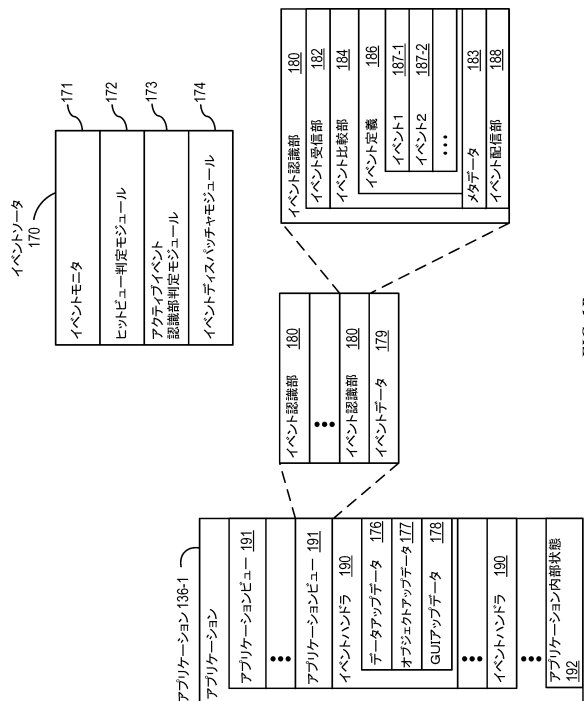 イベントソータ
170
イベントモニタ
171
ヒットビュー判定モジュール
172
アクティブイベント
認識部判定モジュール
173
イベントディスパッチャモジュール
174
アプリケーション 136-1
アプリケーション
アプリケーションビュー 191
•••
アプリケーションビュー 191
イベントハンドラ 190
データアップデータ 176
オブジェクトアップデータ 177
GUIアップデータ 178
•••
イベントハンドラ 190
•••
アプリケーション内部状態
192
イベント認識部 180
•••
イベント認識部 180
イベントデータ 179
イベント認識部 180
イベント受信部 182
イベント比較部 184
イベント定義 186
イベント1 187-1
イベント2 187-2
•••
メタデータ 183
イベント配信部 188